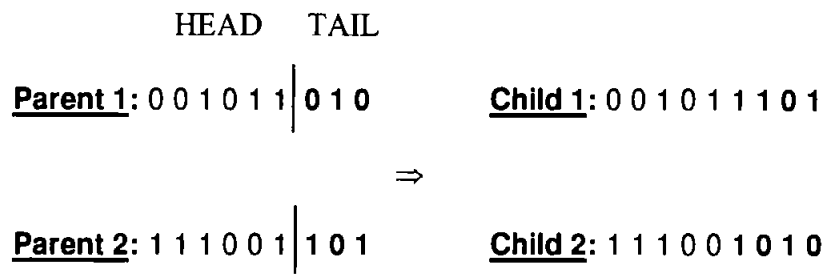 HEAD TAIL
Parent 1: 0 0 1 0 1 1 0 1 0 Child 1: 0 0 1 0 1 1 1 0 1
⇒
Parent 2: 1 1 1 0 0 1 1 0 1 Child 2: 1 1 1 0 0 1 0 1 0